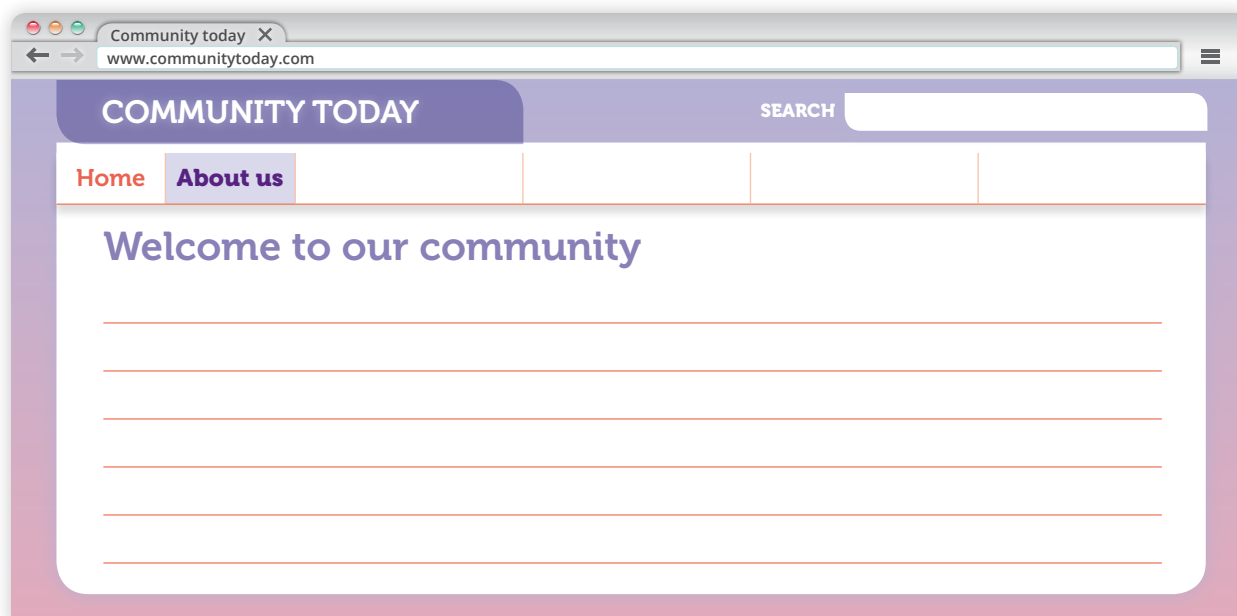 Community today
www.communitytoday.com
COMMUNITY TODAY
SEARCH
Home About us
Welcome to our community